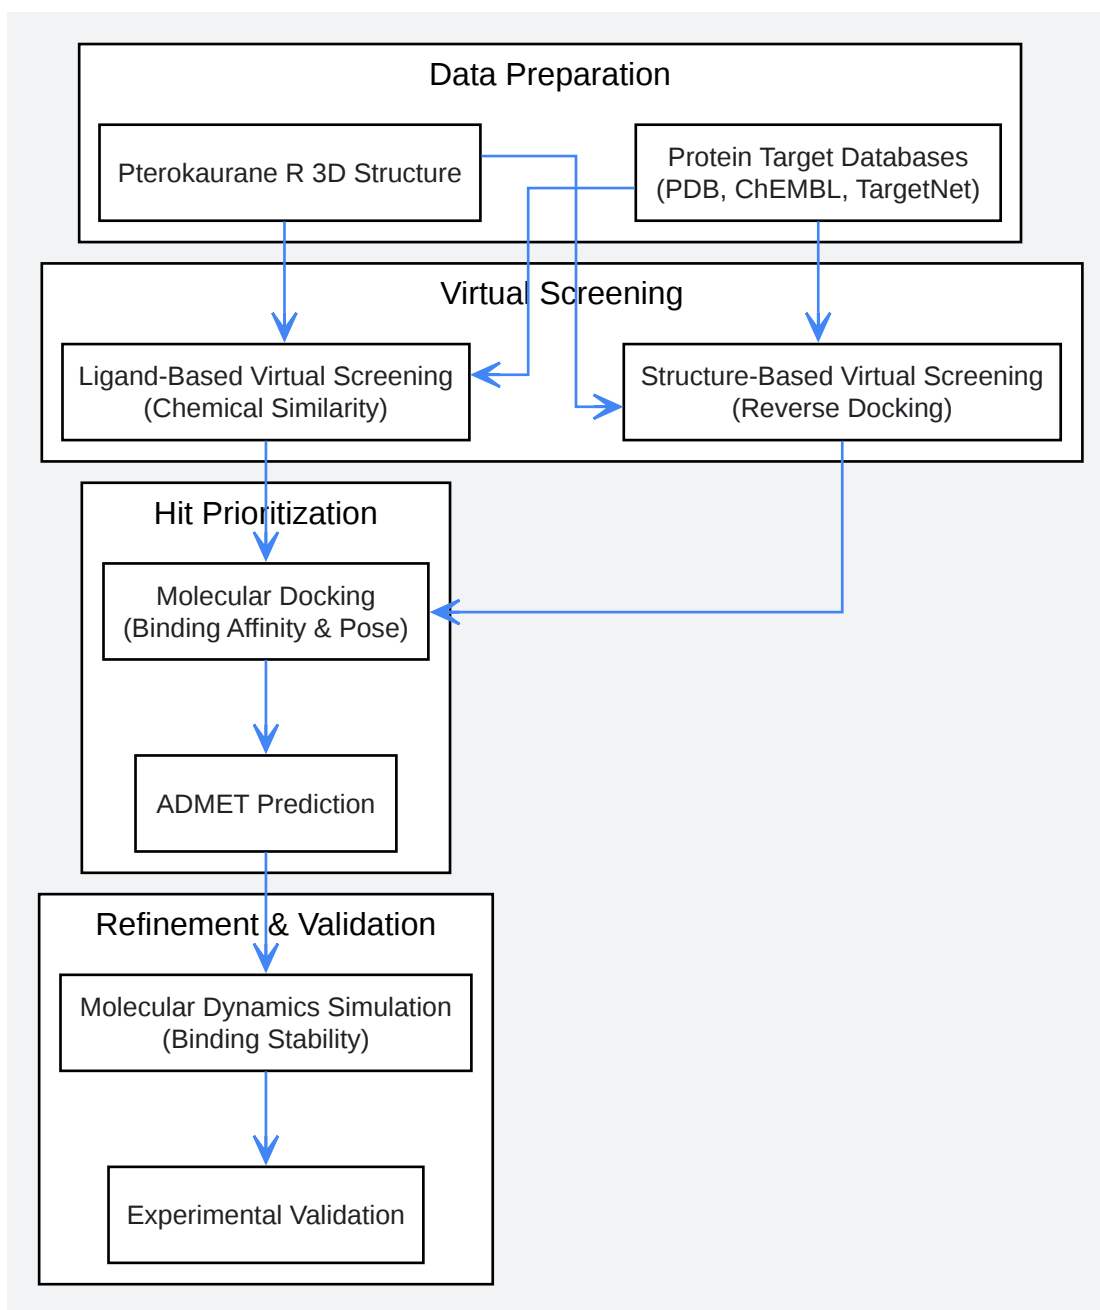 Data Preparation
Pterokaurane R 3D Structure
Protein Target Databases
(PDB, ChEMBL, TargetNet)
Virtual Screening
Ligand-Based Virtual Screening
(Chemical Similarity)
Structure-Based Virtual Screening
(Reverse Docking)
Hit Prioritization
Molecular Docking
(Binding Affinity & Pose)
ADMET Prediction
Refinement & Validation
Molecular Dynamics Simulation
(Binding Stability)
Experimental Validation